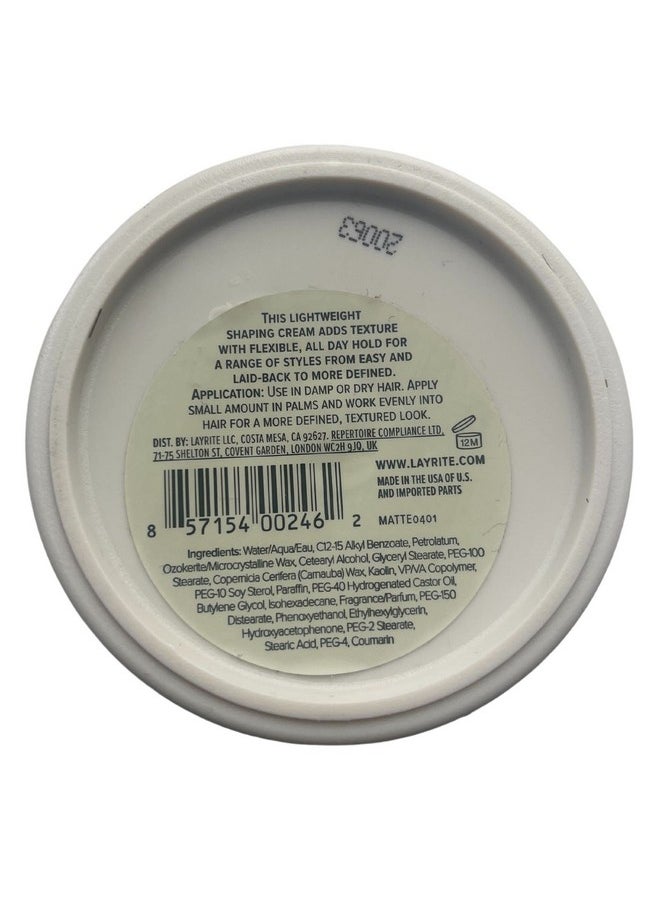 20063
THIS LIGHTWEIGHT
SHAPING CREAM ADDS TEXTURE
WITH FLEXIBLE, ALL DAY HOLD FOR
A RANGE OF STYLES FROM EASY AND
LAID-BACK TO MORE DEFINED.
APPLICATION: USE IN DAMP OR DRY HAIR. APPLY
SMALL AMOUNT IN PALMS AND WORK EVENLY INTO
HAIR FOR A MORE DEFINED, TEXTURED LOOK.
DIST. BY: LAYRITE LLC, COSTA MESA, CA 92627. REPERTOIRE COMPLIANCE LTD,
71-75 SHELTON ST, COVENT GARDEN, LONDON WC2H 9JQ, UK
12M
WWW.LAYRITE.COM
MADE IN THE USA OF U.S.
AND IMPORTED PARTS
8 57154 00246 2
MATTE0401
Ingredients: Water/Aqua/Eau, C12-15 Alkyl Benzoate, Petrolatum,
Ozokerite/Microcrystalline Wax, Cetearyl Alcohol, Glyceryl Stearate, PEG-100
Stearate, Copernicia Cerifera (Carnauba) Wax, Kaolin, VP/VA Copolymer,
PEG-10 Soy Sterol, Paraffin, PEG-40 Hydrogenated Castor Oil,
Butylene Glycol, Isohexadecane, Fragrance/Parfum, PEG-150
Distearate, Phenoxyethanol, Ethylhexylglycerin,
Hydroxyacetophenone, PEG-2 Stearate,
Stearic Acid, PEG-4, Coumarin